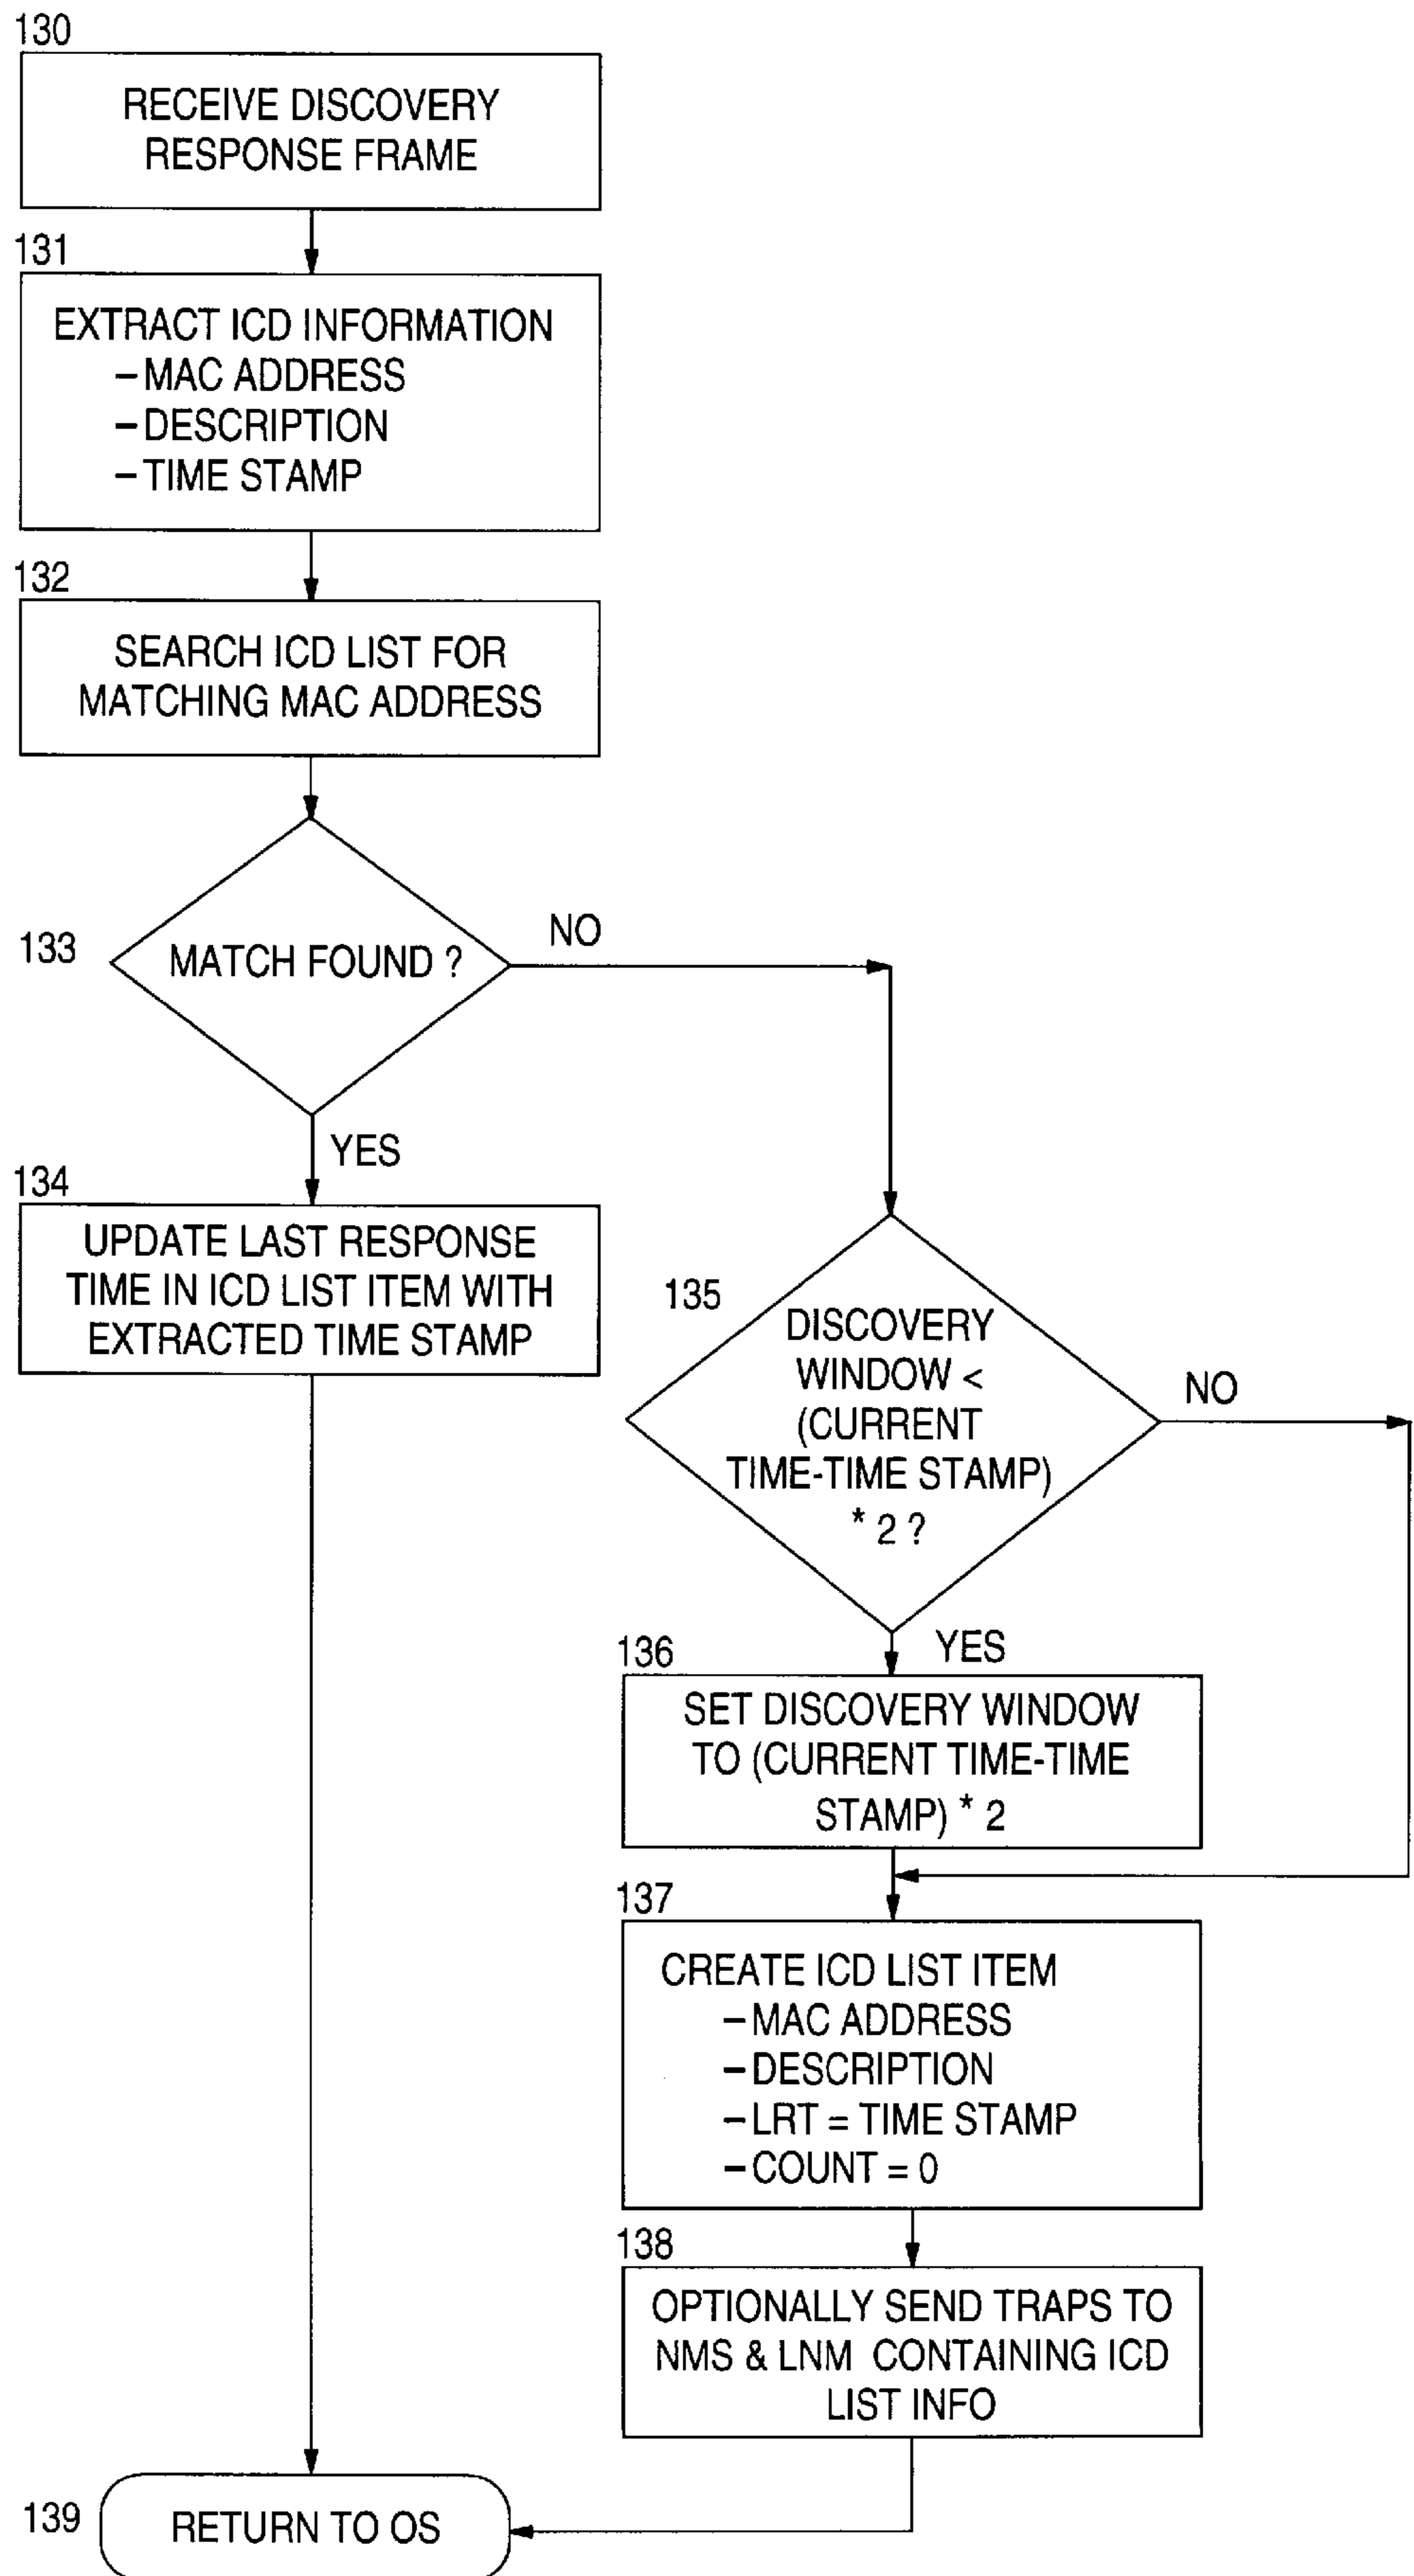 130
RECEIVE DISCOVERY
RESPONSE FRAME
131
EXTRACT ICD INFORMATION
–MAC ADDRESS
–DESCRIPTION
–TIME STAMP
132
SEARCH ICD LIST FOR
MATCHING MAC ADDRESS
133
MATCH FOUND ?
NO
YES
134
UPDATE LAST RESPONSE
TIME IN ICD LIST ITEM WITH
EXTRACTED TIME STAMP
135
DISCOVERY
WINDOW <
(CURRENT
TIME-TIME STAMP)
* 2 ?
NO
YES
136
SET DISCOVERY WINDOW
TO (CURRENT TIME-TIME
STAMP) * 2
137
CREATE ICD LIST ITEM
–MAC ADDRESS
–DESCRIPTION
–LRT = TIME STAMP
–COUNT = 0
138
OPTIONALLY SEND TRAPS TO
NMS & LNM CONTAINING ICD
LIST INFO
139
RETURN TO OS